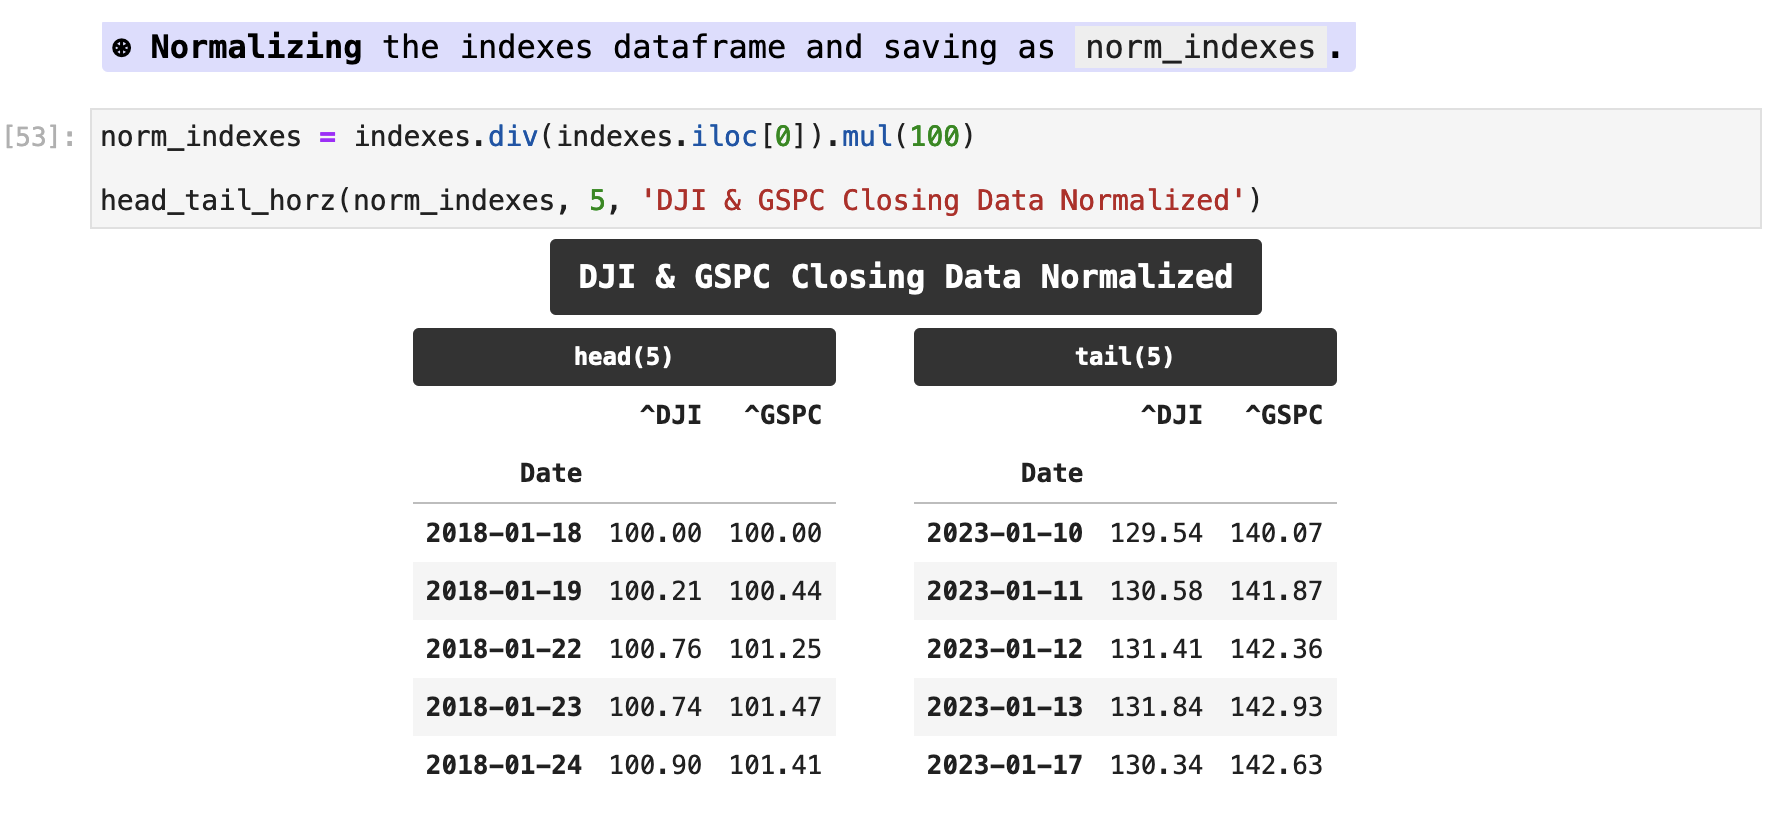 ⊛ Normalizing the indexes dataframe and saving as norm_indexes.
[53]: norm_indexes = indexes.div(indexes.iloc[0]).mul(100)
head_tail_horz(norm_indexes, 5, 'DJI & GSPC Closing Data Normalized')
DJI & GSPC Closing Data Normalized
head(5) tail(5)
^DJI ^GSPC ^DJI ^GSPC
Date Date
2018-01-18 100.00 100.00 2023-01-10 129.54 140.07
2018-01-19 100.21 100.44 2023-01-11 130.58 141.87
2018-01-22 100.76 101.25 2023-01-12 131.41 142.36
2018-01-23 100.74 101.47 2023-01-13 131.84 142.93
2018-01-24 100.90 101.41 2023-01-17 130.34 142.63